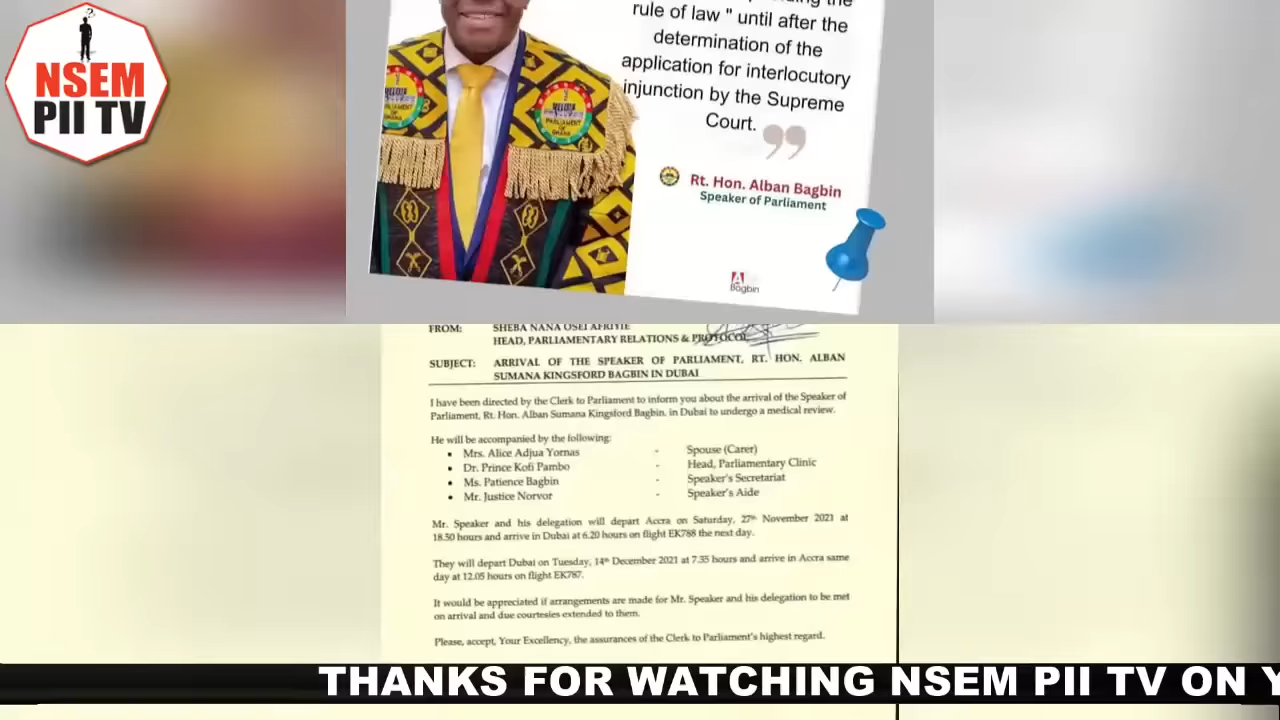 NSEM
PII TV
rule of law " until after the
determination of the
application for interlocutory
injunction by the Supreme
Court.
Rt. Hon. Alban Bagbin
Speaker of Parliament
A
Bagbin
PARLIAMENT
OF
GHANA
FROM: SHEBA NANA OSEI AFRIYIE
HEAD, PARLIAMENTARY RELATIONS & PROTOCOL
SUBJECT: ARRIVAL OF THE SPEAKER OF PARLIAMENT, RT. HON. ALBAN
SUMANA KINGSFORD BAGBIN IN DUBAI
I have been directed by the Clerk to Parliament to inform you about the arrival of the Speaker of
Parliament, Rt. Hon. Alban Sumana Kingsford Bagbin, in Dubai to undergo a medical review.
He will be accompanied by the following:
• Mrs. Alice Adjua Yornas - Spouse (Carer)
• Dr. Prince Kofi Pambo - Head, Parliamentary Clinic
• Ms. Patience Bagbin - Speaker's Secretariat
• Mr. Justice Norvor - Speaker's Aide
Mr. Speaker and his delegation will depart Accra on Saturday, 27th November 2021 at
18.50 hours and arrive in Dubai at 6.20 hours on flight EK788 the next day.
They will depart Dubai on Tuesday, 14th December 2021 at 7.35 hours and arrive in Accra same
day at 12.05 hours on flight EK787.
It would be appreciated if arrangements are made for Mr. Speaker and his delegation to be met
on arrival and due courtesies extended to them.
Please, accept, Your Excellency, the assurances of the Clerk to Parliament's highest regard.
THANKS FOR WATCHING NSEM PII TV ON Y